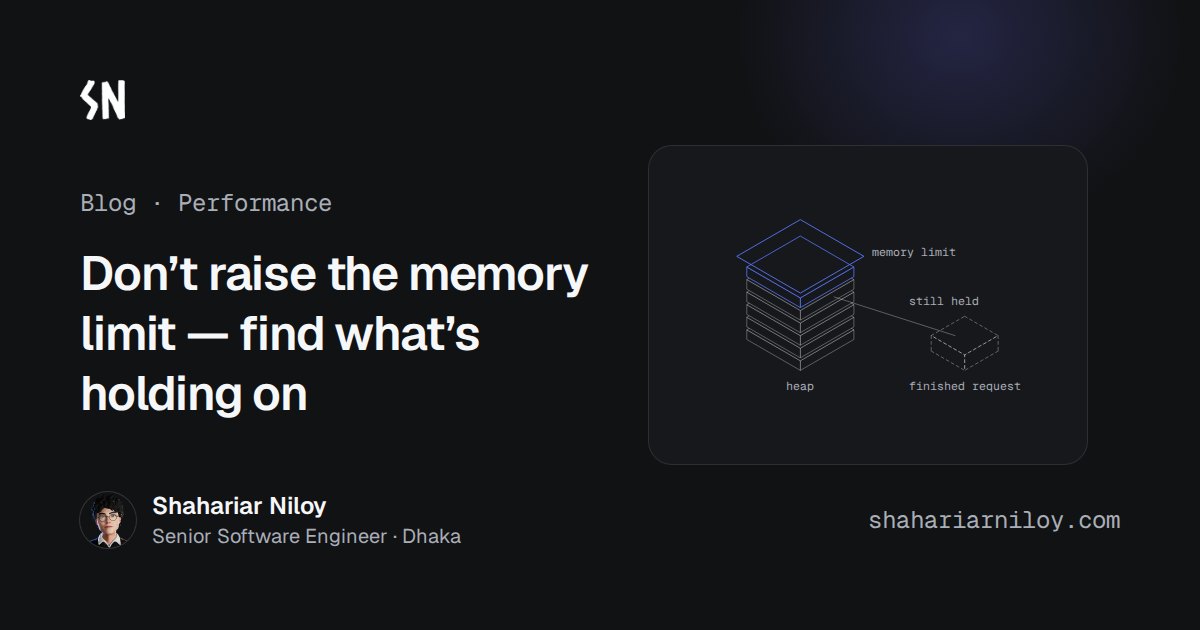 SN
Blog · Performance
Don’t raise the memory
limit — find what’s
holding on
memory limit
still held
heap
finished request
Shahariar Niloy
Senior Software Engineer · Dhaka
shahariarniloy.com